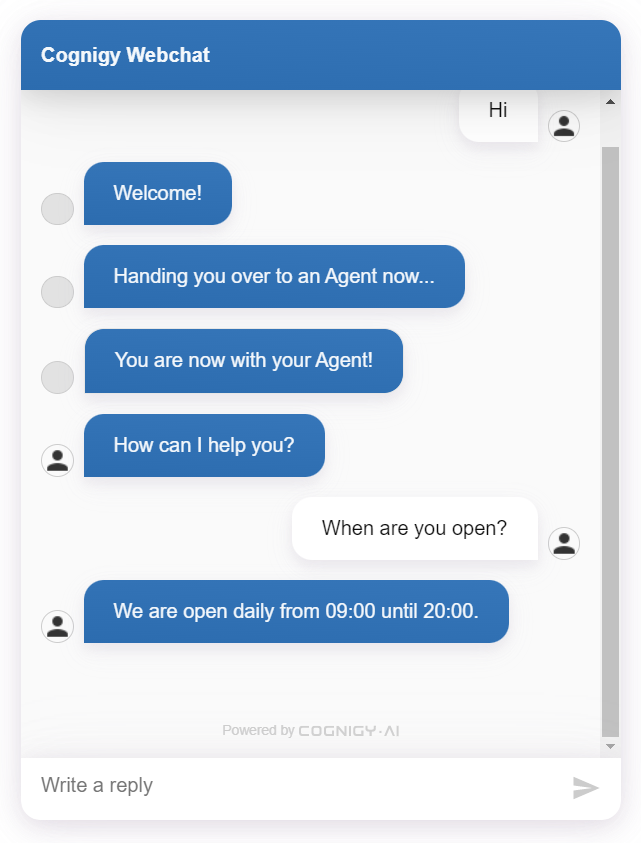 Cognigy Webchat
Hi
Welcome!
Handing you over to an Agent now...
You are now with your Agent!
How can I help you?
When are you open?
We are open daily from 09:00 until 20:00.
Powered by COGNIGY·AI
Write a reply